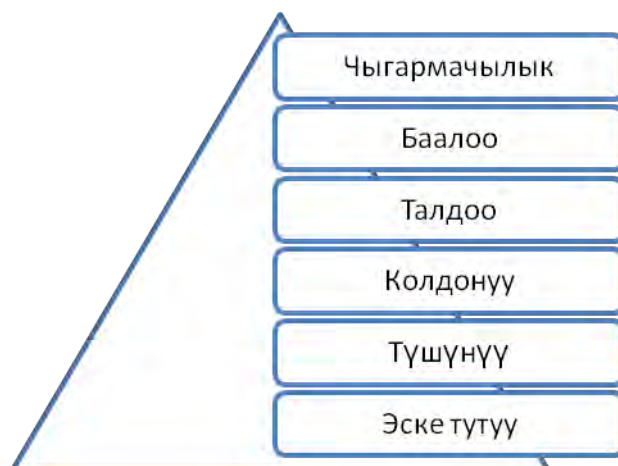 Чыгармачылык
Баалоо
Талдоо
Колдонуу
Түшүнүү
Эске тутуу